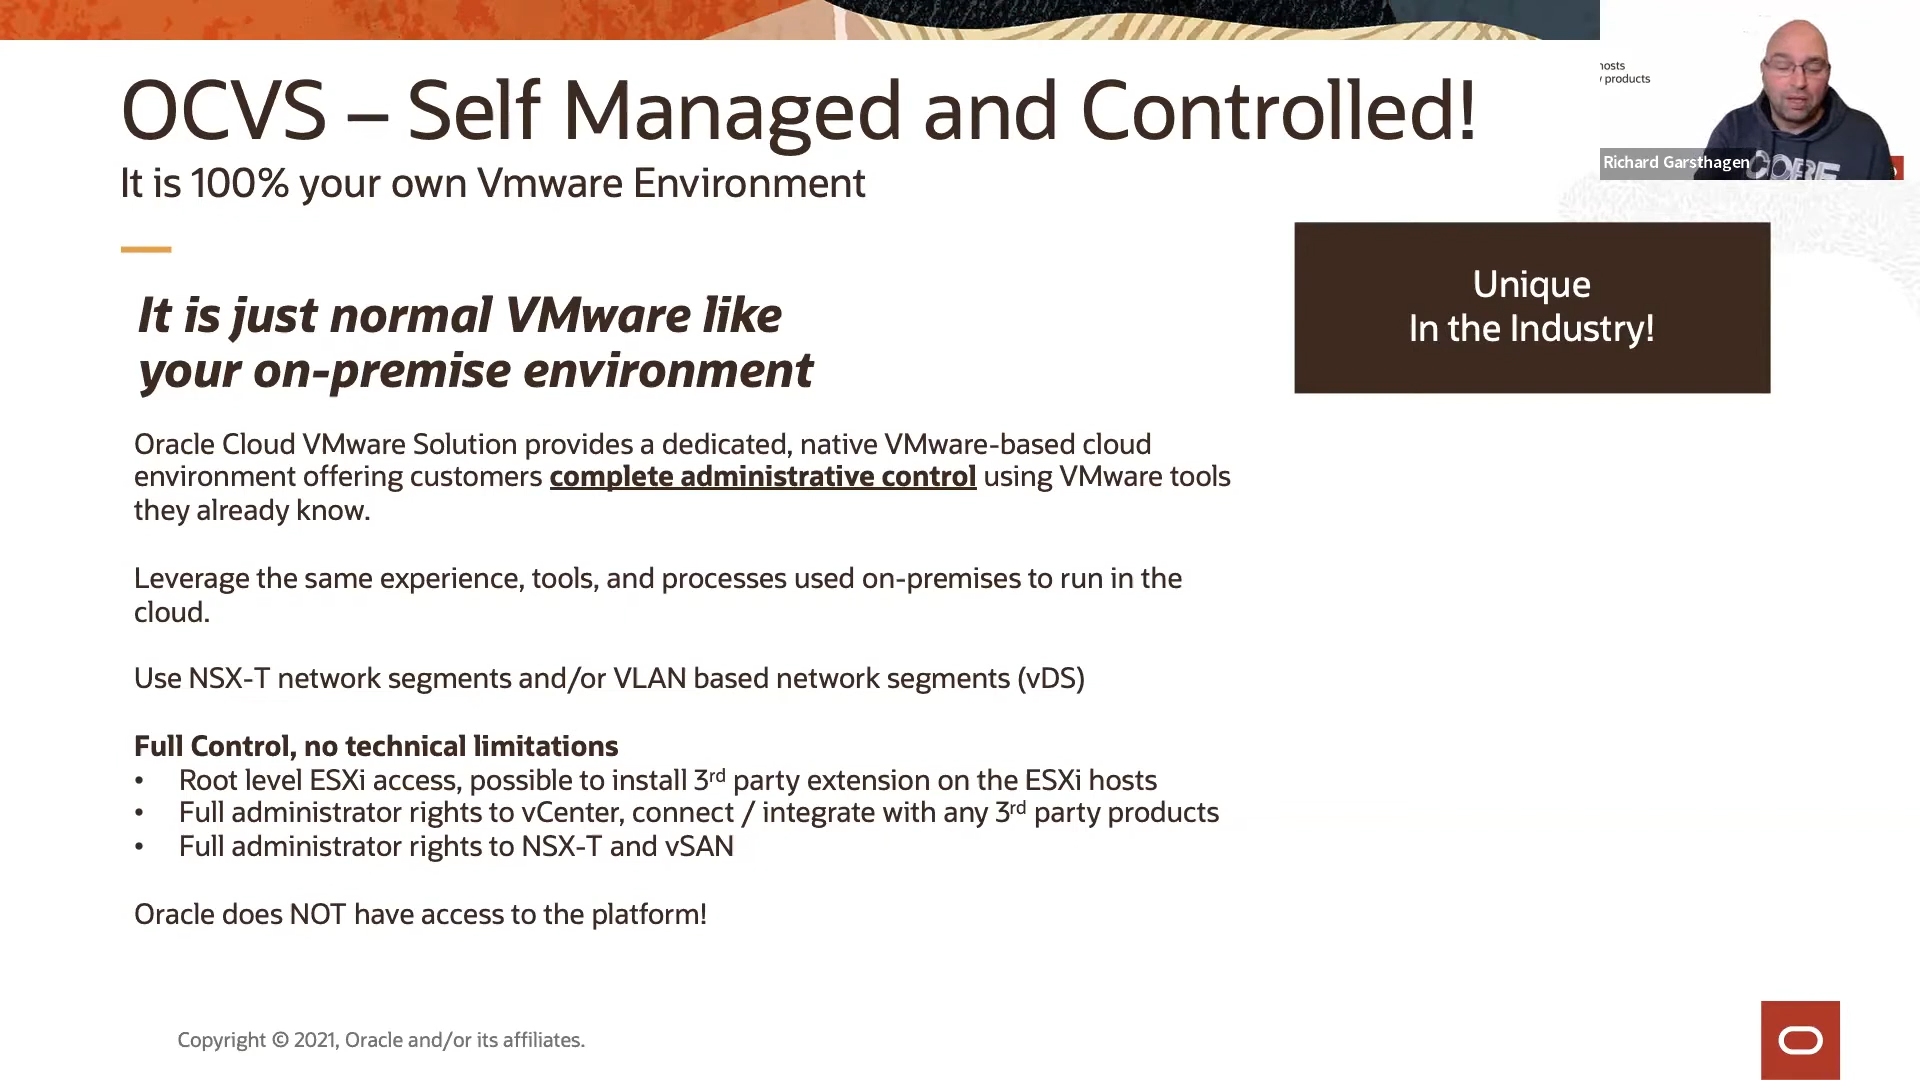 OCVS – Self Managed and Controlled!
It is 100% your own Vmware Environment
hosts
products
Richard Garsthagen
CORE
Unique
In the Industry!
It is just normal VMware like
your on-premise environment
Oracle Cloud VMware Solution provides a dedicated, native VMware-based cloud
environment offering customers complete administrative control using VMware tools
they already know.
Leverage the same experience, tools, and processes used on-premises to run in the
cloud.
Use NSX-T network segments and/or VLAN based network segments (vDS)
Full Control, no technical limitations
• Root level ESXi access, possible to install 3rd party extension on the ESXi hosts
• Full administrator rights to vCenter, connect / integrate with any 3rd party products
• Full administrator rights to NSX-T and vSAN
Oracle does NOT have access to the platform!
Copyright © 2021, Oracle and/or its affiliates.